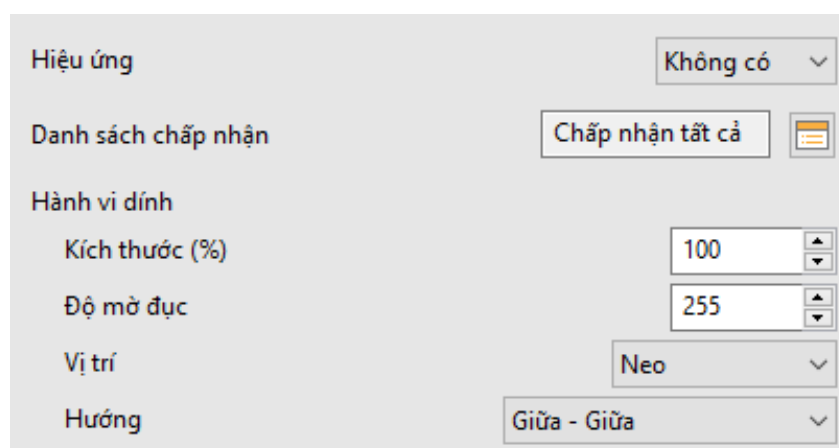 Hiệu ứng Không có
Danh sách chấp nhận Chấp nhận tất cả
Hành vi dính
Kích thước (%) 100
Độ mờ đục 255
Vị trí Neo
Hướng Giữa - Giữa